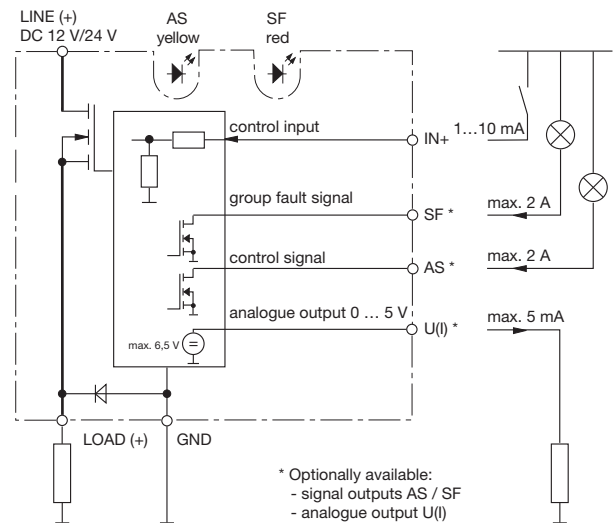 LINE (+)
DC 12 V/24 V
AS
yellow
SF
red
control input
IN+
1…10 mA
group fault signal
SF *
max. 2 A
control signal
AS *
max. 2 A
analogue output 0 … 5 V
U(I) *
max. 5 mA
max. 6,5 V
LOAD (+)
GND
* Optionally available:
- signal outputs AS / SF
- analogue output U(I)